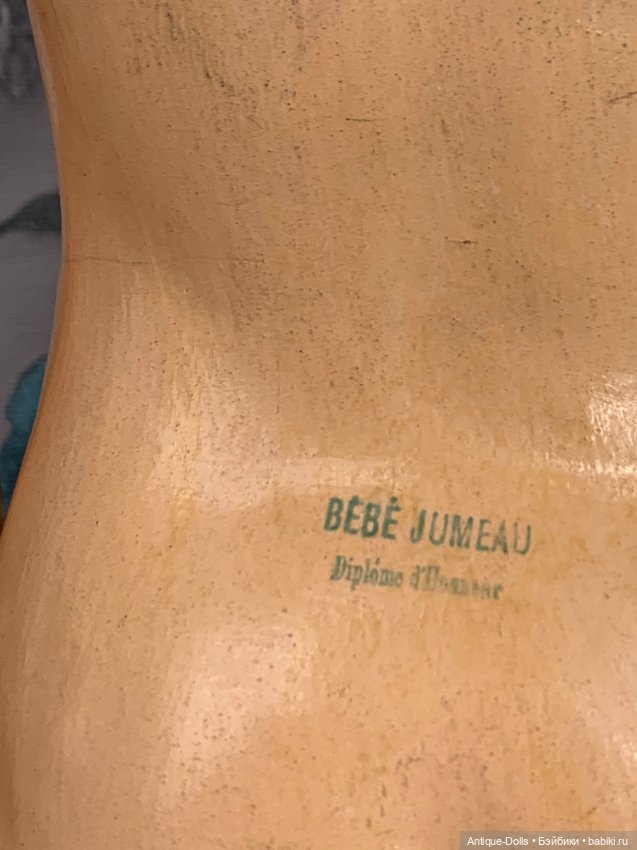 BÉBÉ JUMEAU
Diplôme d'Honneur
Antique-Dolls • Бэйбики • babiki.ru